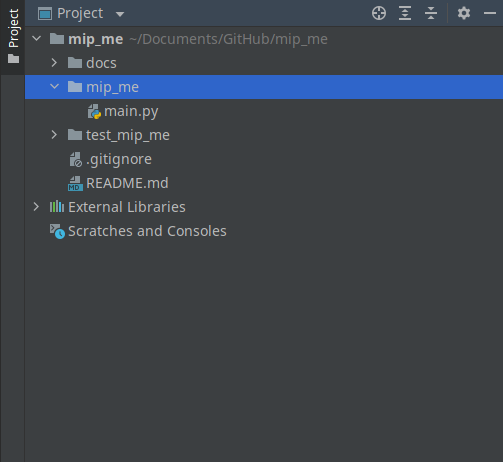 Project
Project
mip_me ~/Documents/GitHub/mip_me
docs
mip_me
main.py
test_mip_me
.gitignore
MD README.md
External Libraries
Scratches and Consoles